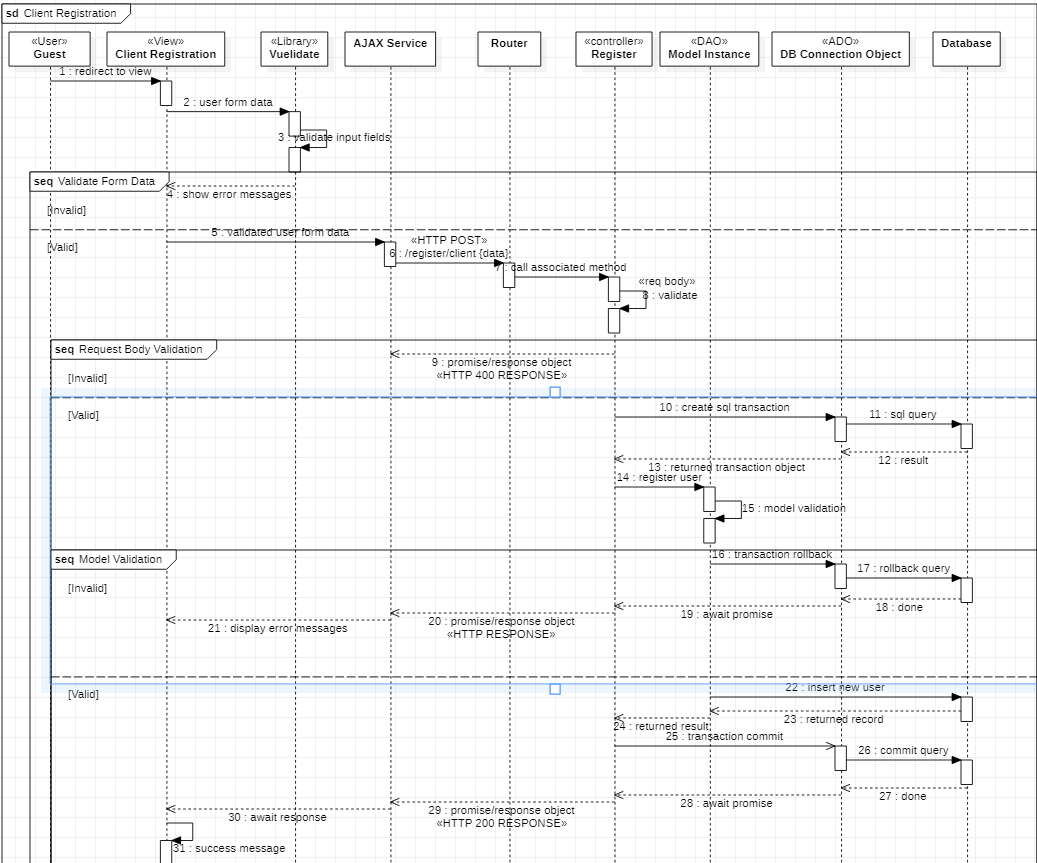 sd Client Registration
«User»
Guest
«View»
Client Registration
«Library»
Vuelidate
AJAX Service
Router
«controller»
Register
«DAO»
Model Instance
«ADO»
DB Connection Object
Database
1 : redirect to view
2 : user form data
3 : validate input fields
seq Validate Form Data
4 : show error messages
[Invalid]
[Valid]
5 : validated user form data
«HTTP POST»
6 : /register/client {data}
7 : call associated method
«req body»
8 : validate
seq Request Body Validation
9 : promise/response object
«HTTP 400 RESPONSE»
[Invalid]
[Valid]
10 : create sql transaction
11 : sql query
12 : result
13 : returned transaction object
14 : register user
15 : model validation
seq Model Validation
16 : transaction rollback
17 : rollback query
[Invalid]
18 : done
19 : await promise
20 : promise/response object
«HTTP RESPONSE»
21 : display error messages
[Valid]
22 : insert new user
23 : returned record
24 : returned result
25 : transaction commit
26 : commit query
27 : done
28 : await promise
29 : promise/response object
«HTTP 200 RESPONSE»
30 : await response
31 : success message